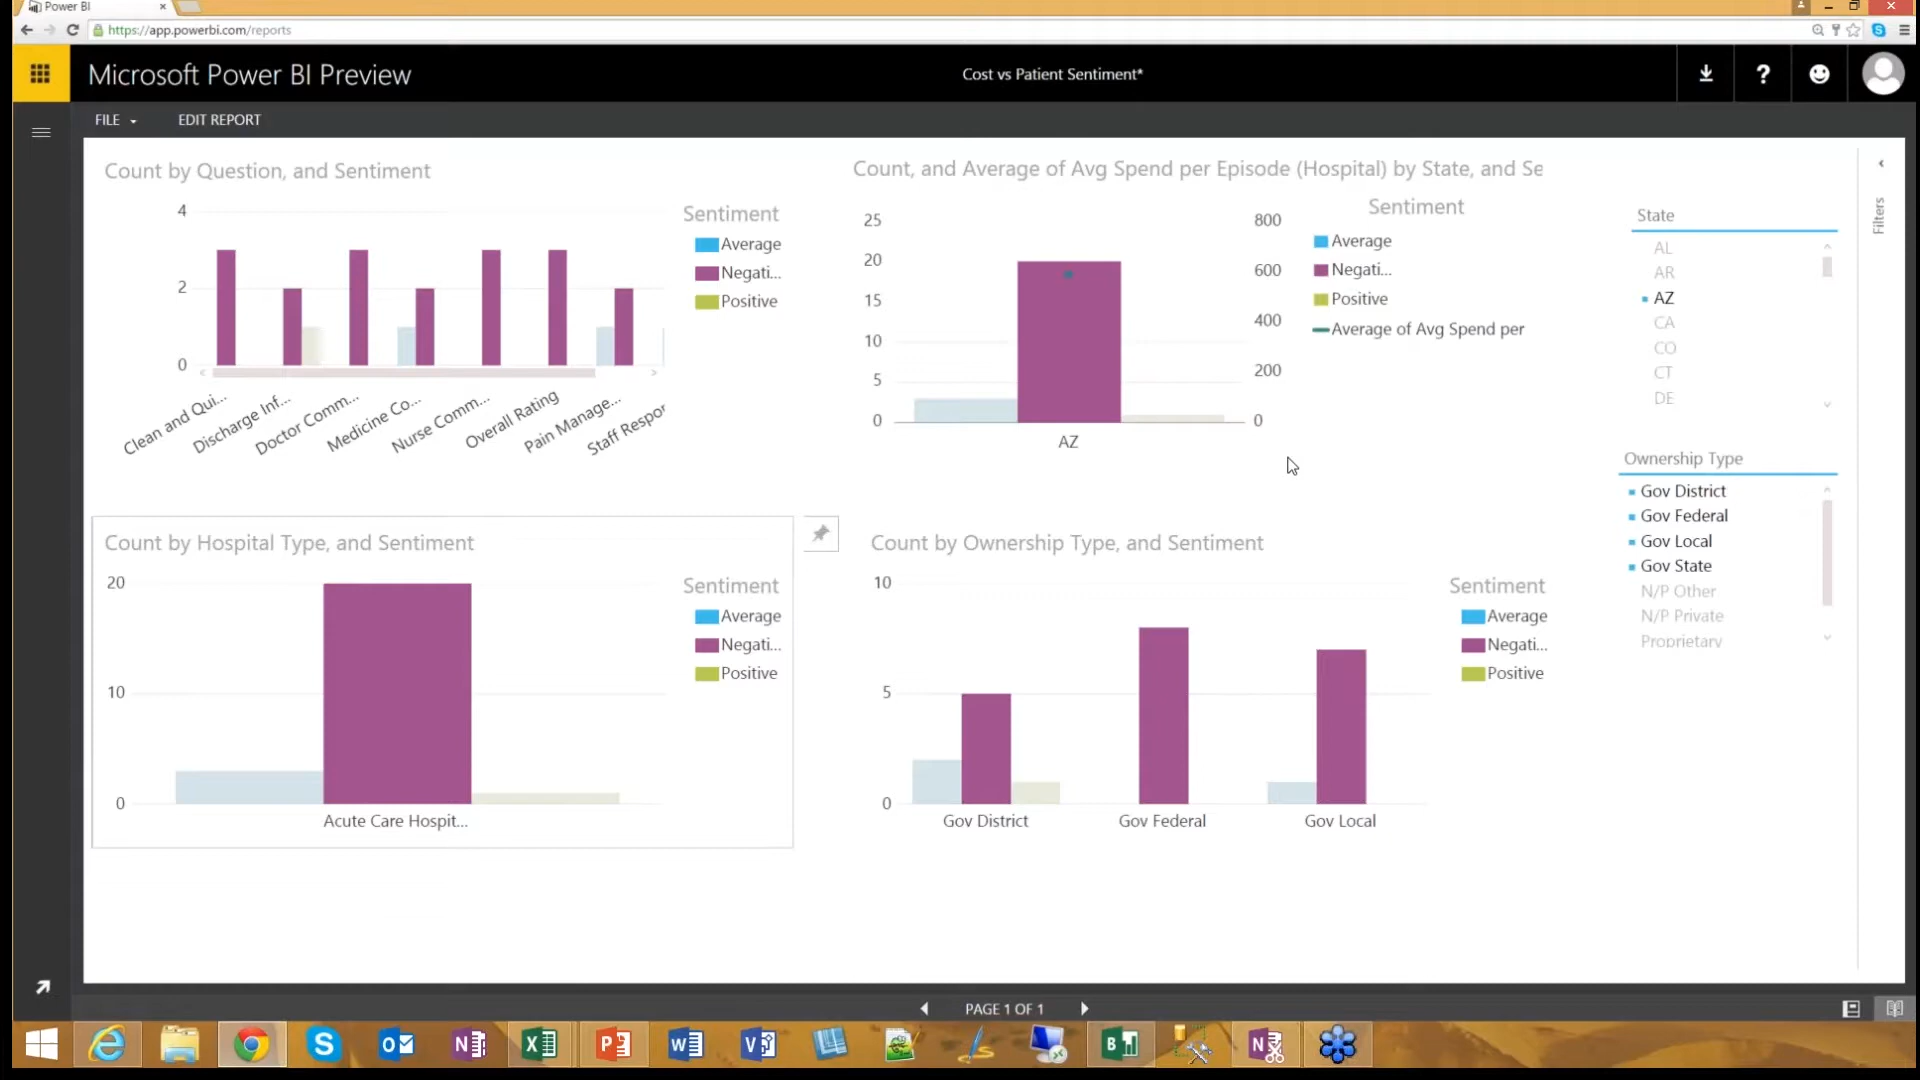 Power BI
https://app.powerbi.com/reports
Microsoft Power BI Preview
Cost vs Patient Sentiment*
FILE
EDIT REPORT
Count by Question, and Sentiment
4
2
0
Clean and Qui...
Discharge Inf...
Doctor Comm...
Medicine Co...
Nurse Comm...
Overall Rating
Pain Manage...
Staff Respor
Sentiment
Average
Negati...
Positive
Count, and Average of Avg Spend per Episode (Hospital) by State, and Se
25
20
15
10
5
0
800
600
400
200
0
AZ
Sentiment
Average
Negati...
Positive
Average of Avg Spend per
State
AL
AR
AZ
CA
CO
CT
DE
Filters
Ownership Type
Gov District
Gov Federal
Gov Local
Gov State
N/P Other
N/P Private
Proprietary
Count by Hospital Type, and Sentiment
20
10
0
Acute Care Hospit...
Sentiment
Average
Negati...
Positive
Count by Ownership Type, and Sentiment
10
5
0
Gov District
Gov Federal
Gov Local
Sentiment
Average
Negati...
Positive
PAGE 1 OF 1